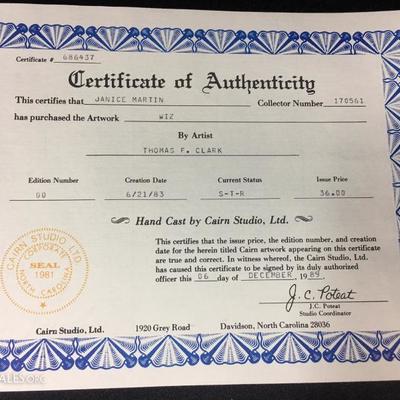 Certificate # 686437
Certificate of Authenticity
This certifies that JANICE MARTIN Collector Number 170561
has purchased the Artwork WIZ
By Artist
THOMAS F. CLARK
Edition Number Creation Date Current Status Issue Price
00 6/21/83 S-T-R 36.00
Hand Cast by Cairn Studio, Ltd.
This certifies that the issue price, the edition number, and creation
date for the herein titled Cairn artwork appearing on this certificate
are true and correct. In witness whereof, the Cairn Studio, Ltd.
has caused this certificate to be signed by its duly authorized
officer this 06 day of DECEMBER, 1989.
CAIRN STUDIO LTD
CORPORATE
SEAL
1981
NORTH CAROLINA
J. C. Poteat
J.C. Poteat
Studio Coordinator
Cairn Studio, Ltd. 1920 Grey Road Davidson, North Carolina 28036
ALES.ORG